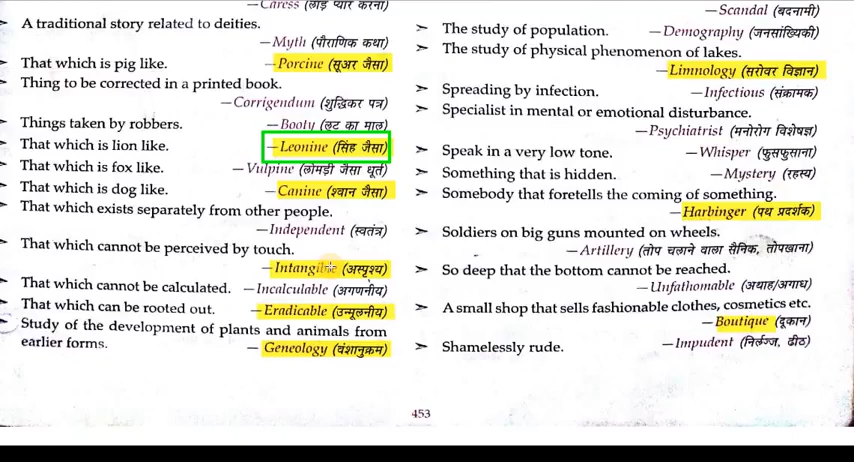 —Caress (लाड़ प्यार करना)
A traditional story related to deities.
—Myth (पौराणिक कथा)
That which is pig like. —Porcine (सूअर जैसा)
Thing to be corrected in a printed book.
—Corrigendum (शुद्धिकर पत्र)
Things taken by robbers. —Booty (लूट का माल)
That which is lion like. —Leonine (सिंह जैसा)
That which is fox like. —Vulpine (लोमड़ी जैसा धूर्त)
That which is dog like. —Canine (श्वान जैसा)
That which exists separately from other people.
—Independent (स्वतंत्र)
That which cannot be perceived by touch.
—Intangible (अस्पृश्य)
That which cannot be calculated. —Incalculable (अगणनीय)
That which can be rooted out. —Eradicable (उन्मूलनीय)
Study of the development of plants and animals from
earlier forms. —Geneology (वंशानुक्रम)
—Scandal (बदनामी)
The study of population. —Demography (जनसांख्यिकी)
The study of physical phenomenon of lakes.
—Limnology (सरोवर विज्ञान)
Spreading by infection. —Infectious (संक्रामक)
Specialist in mental or emotional disturbance.
—Psychiatrist (मनोरोग विशेषज्ञ)
Speak in a very low tone. —Whisper (फुसफुसाना)
Something that is hidden. —Mystery (रहस्य)
Somebody that foretells the coming of something.
—Harbinger (पथ प्रदर्शक)
Soldiers on big guns mounted on wheels.
—Artillery (तोप चलाने वाला सैनिक, तोपखाना)
So deep that the bottom cannot be reached.
—Unfathomable (अथाह/अगाध)
A small shop that sells fashionable clothes, cosmetics etc.
—Boutique (दूकान)
Shamelessly rude. —Impudent (निर्लज्ज, ढीठ)
453